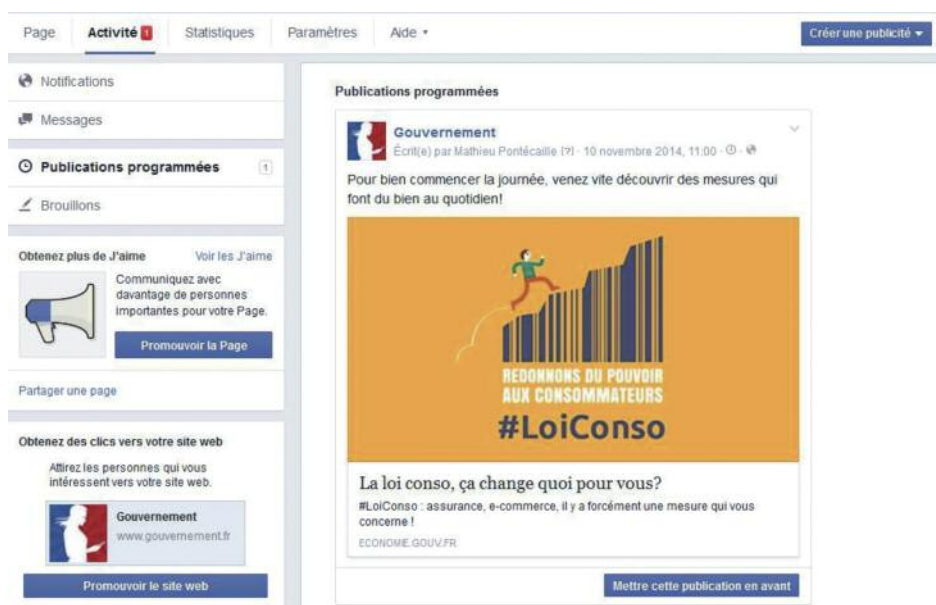 Page Activité 1 Statistiques Paramètres Aide
Créer une publicité
Notifications
Messages
Publications programmées 1
Brouillons
Obtenez plus de J'aime Voir les J'aime
Communiquez avec
davantage de personnes
importantes pour votre Page.
Promouvoir la Page
Partager une page
Obtenez des clics vers votre site web
Attirez les personnes qui vous
intéressent vers votre site web.
Gouvernement
www.gouvernement.fr
Promouvoir le site web
Publications programmées
Gouvernement
Écrit(e) par Mathieu Pontécaille [?] · 10 novembre 2014, 11:00 ·
Pour bien commencer la journée, venez vite découvrir des mesures qui
font du bien au quotidien!
REDONNONS DU POUVOIR
AUX CONSOMMATEURS
#LoiConso
La loi conso, ça change quoi pour vous?
#LoiConso : assurance, e-commerce, il y a forcément une mesure qui vous
concerne !
ECONOMIE.GOUV.FR
Mettre cette publication en avant